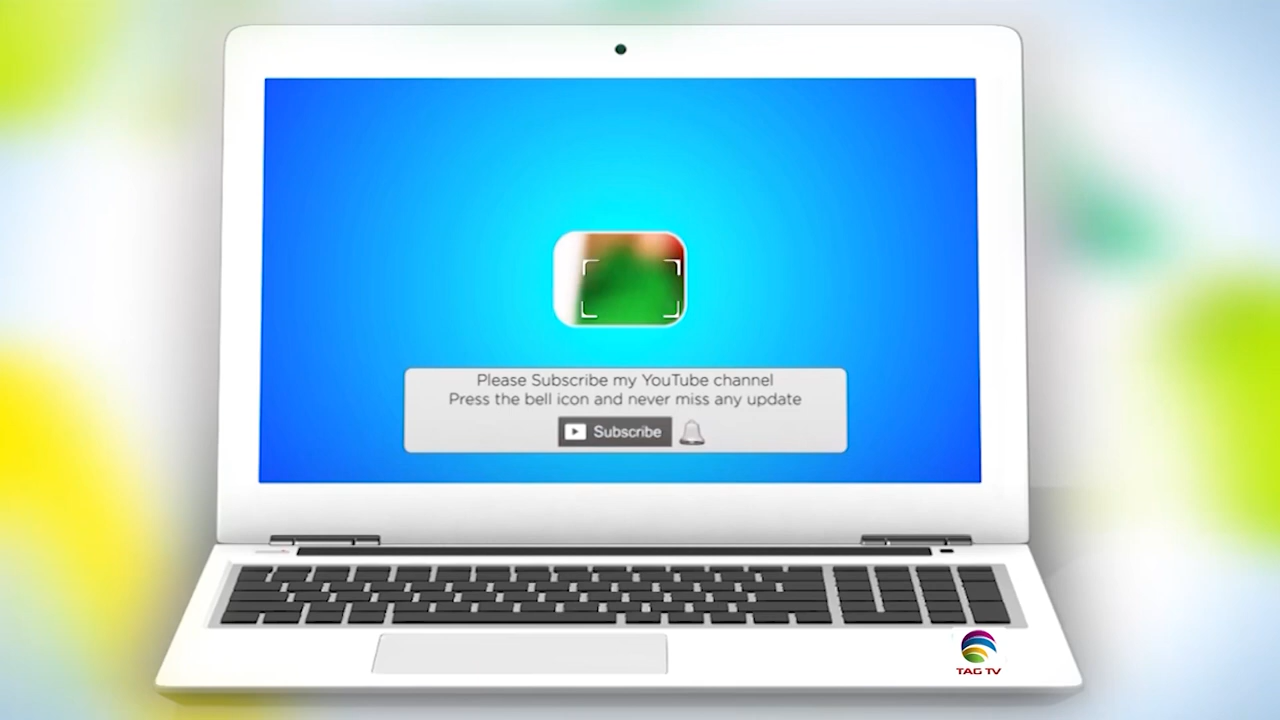 Please Subscribe my YouTube channel
Press the bell icon and never miss any update
Subscribe
TAG TV